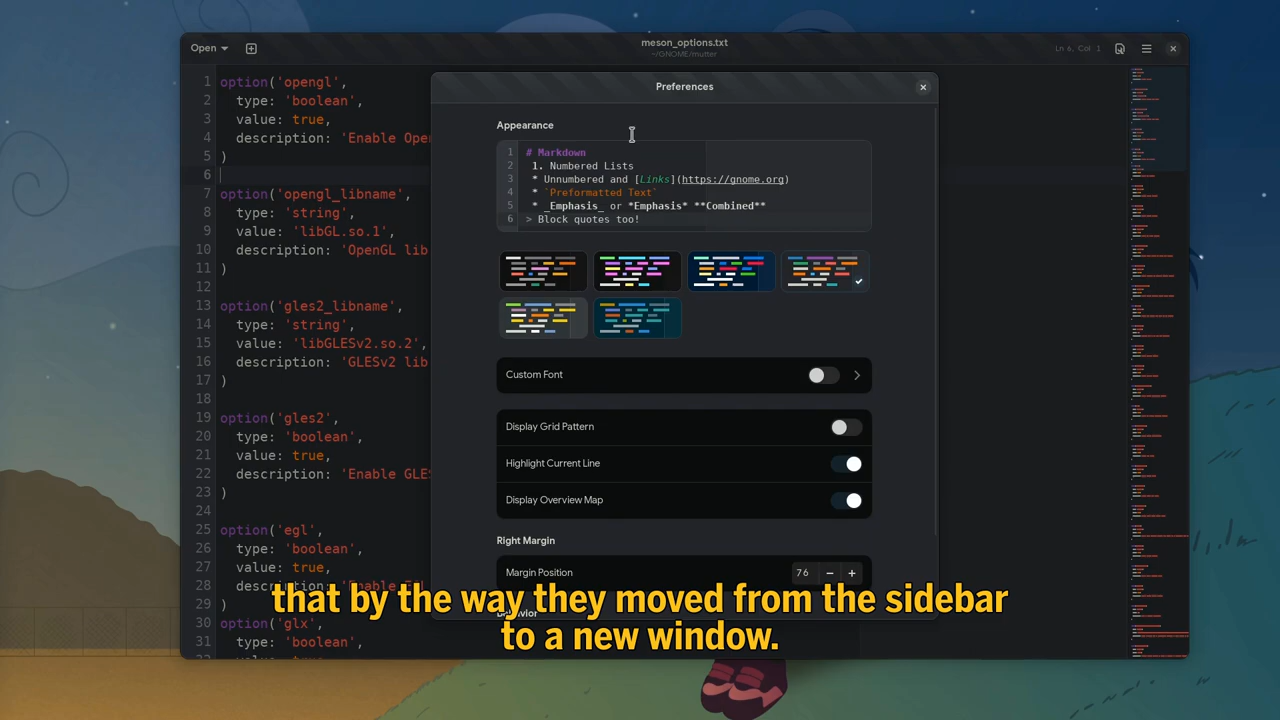 Open
meson_options.txt
~/GNOME/mutter
Ln 6, Col 1
Preferences
1 option('opengl',
2 type: 'boolean',
3 value: true,
4 description: 'Enable Ope
5 )
6
7 option('opengl_libname',
8 type: 'string',
9 value: 'libGL.so.1',
10 description: 'OpenGL lib
11 )
12
13 option('gles2_libname',
14 type: 'string',
15 value: 'libGLESv2.so.2',
16 description: 'GLESv2 lib
17 )
18
19 option('gles2',
20 type: 'boolean',
21 value: true,
22 description: 'Enable GLES
23 )
24
25 option('egl',
26 type: 'boolean',
27 value: true,
28
29 )
30 option('glx',
31 type: 'boolean',
Appearance
1 # Markdown
2 1. Numbered Lists
3 * Unnumbered and [Links](https://gnome.org)
4 * `Preformatted Text`
5 * _Emphasis_ or *Emphasis* **Combined**
6 > Block quotes too!
Custom Font
Display Grid Pattern
Highlight Current Line
Display Overview Map
Right Margin
Margin Position
76 − +
Behavior
that by the way they moved from the sidebar
to a new window.